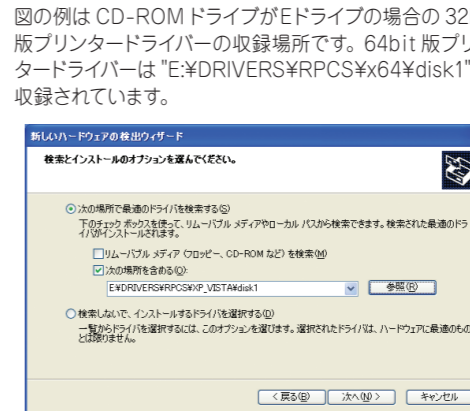 図の例は CD-ROM ドライブがEドライブの場合の 32
版プリンタードライバーの収録場所です。64bit 版プリ
タードライバーは "E:¥DRIVERS¥RPCS¥x64¥disk1"
収録されています。
新しいハードウェアの検出ウィザード
検索とインストールのオプションを選んでください。
次の場所で最適のドライバを検索する(S)
下のチェック ボックスを使って、リムーバブル メディアやローカル パスから検索できます。検索された最適のドラ
イバがインストールされます。
リムーバブル メディア (フロッピー、CD-ROM など) を検索(M)
次の場所を含める(O):
E¥DRIVERS¥RPCS¥XP_VISTA¥disk1
参照(R)
検索しないで、インストールするドライバを選択する(D)
一覧からドライバを選択するには、このオプションを選びます。選択されたドライバは、ハードウェアに最適のもの
とは限りません。
< 戻る(B) 次へ(N) > キャンセル